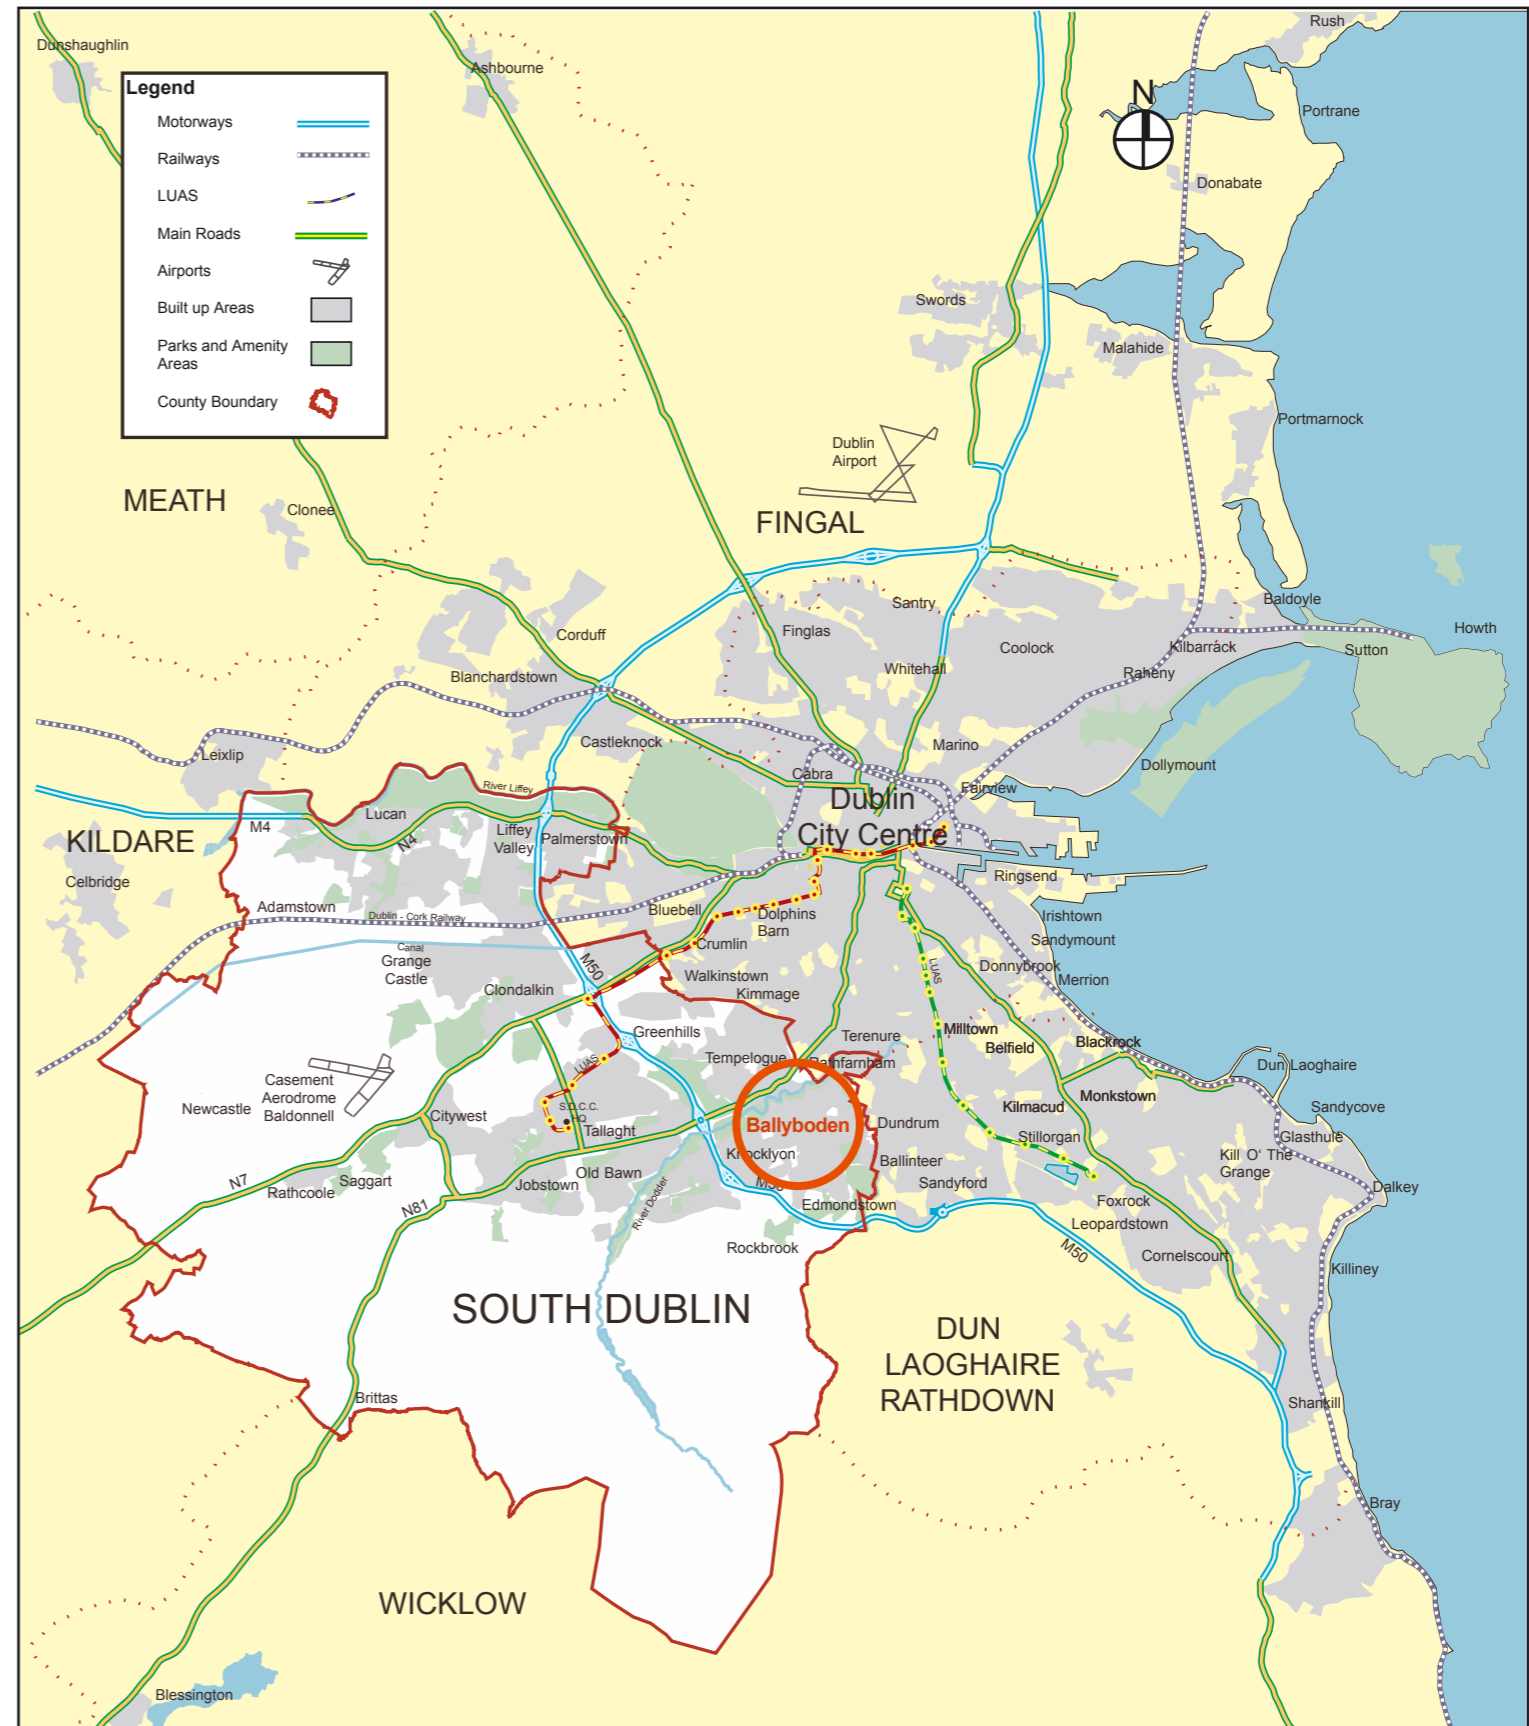 Rush
Dunshaughlin
Ashbourne
Legend
Motorways
Railways
LUAS
Main Roads
Airports
Built up Areas
Parks and Amenity
Areas
County Boundary
N
Portrane
Donabate
Swords
Malahide
Portmarnock
Dublin
Airport
MEATH
Clonee
FINGAL
Santry
Baldoyle
Finglas
Howth
Corduff
Coolock
Kilbarrack
Sutton
Whitehall
Raheny
Blanchardstown
Castleknock
Marino
Leixlip
Dollymount
Cabra
River Liffey
Fairview
Dublin
City Centre
Lucan
M4
Liffey
Valley
Palmerstown
N4
KILDARE
Celbridge
Ringsend
Adamstown
Dublin - Cork Railway
Bluebell
Dolphins
Barn
Irishtown
Crumlin
Sandymount
Canal
Grange
Castle
M50
Walkinstown
LUAS
Donnybrook
Merrion
Clondalkin
Kimmage
Greenhills
Terenure
Milltown
Belfield
Blackrock
Tempelogue
Rathfarnham
LUAS
Dun Laoghaire
Casement
Aerodrome
Baldonnell
Newcastle
Monkstown
Kilmacud
Sandycove
Citywest
S.D.C.C.
HQ
Tallaght
Ballyboden
Dundrum
Stillorgan
Glasthule
Knocklyon
Ballinteer
Kill O' The
Grange
Old Bawn
Jobstown
N7
Rathcoole
Saggart
M50
Sandyford
Dalkey
N81
River Dodder
Edmondstown
Foxrock
Leopardstown
Rockbrook
M50
Cornelscourt
Killiney
SOUTH DUBLIN
DUN
LAOGHAIRE
RATHDOWN
Brittas
Shankill
Bray
WICKLOW
Blessington